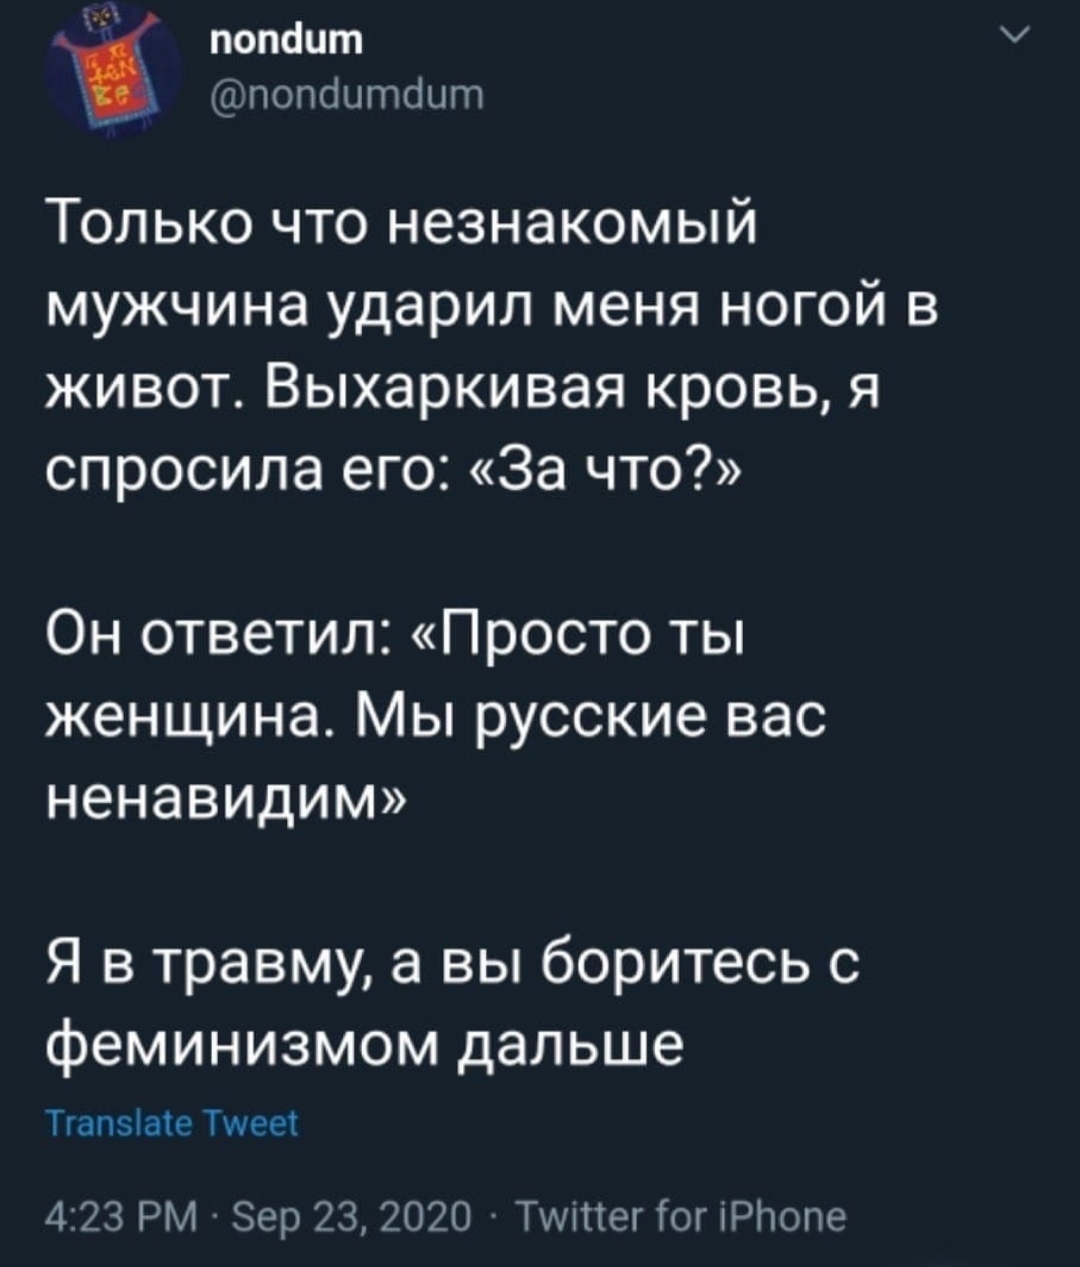 nondum
@nondumdum
Только что незнакомый
мужчина ударил меня ногой в
живот. Выхаркивая кровь, я
спросила его: «За что?»
Он ответил: «Просто ты
женщина. Мы русские вас
ненавидим»
Я в травму, а вы боритесь с
феминизмом дальше
Translate Tweet
4:23 PM · Sep 23, 2020 · Twitter for iPhone